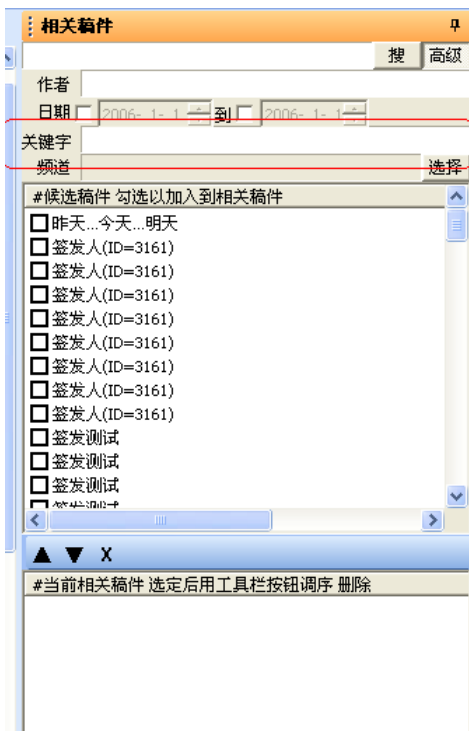 相关稿件
搜 高级
作者
日期 2006- 1- 1 到 2006- 1- 1
关键字
频道 选择
#候选稿件 勾选以加入到相关稿件
昨天...今天...明天
签发人(ID=3161)
签发人(ID=3161)
签发人(ID=3161)
签发人(ID=3161)
签发人(ID=3161)
签发人(ID=3161)
签发人(ID=3161)
签发人(ID=3161)
签发测试
签发测试
签发测试
签发测试
▲ ▼ X
#当前相关稿件 选定后用工具栏按钮调序 删除